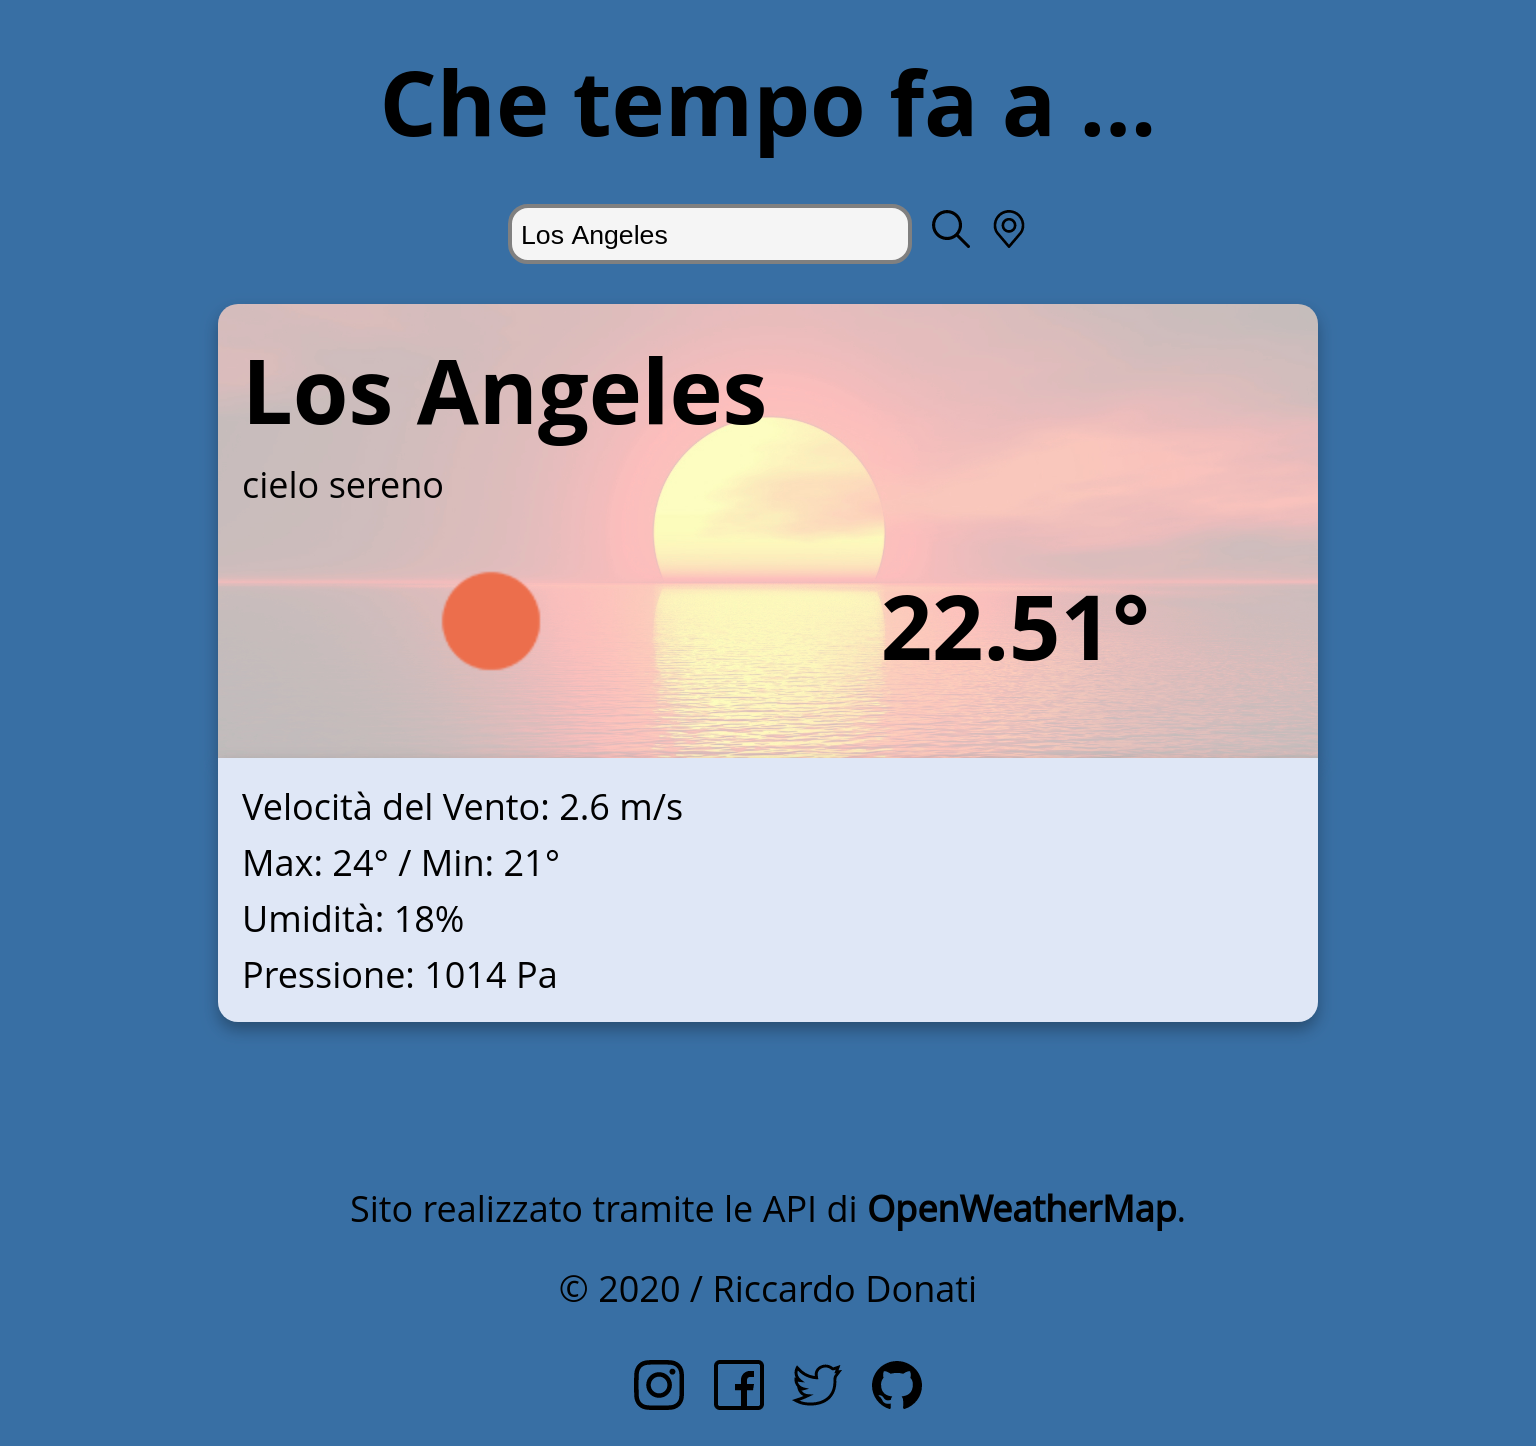 Che tempo fa a ...
Los Angeles
Los Angeles
cielo sereno
22.51°
Velocità del Vento: 2.6 m/s
Max: 24° / Min: 21°
Umidità: 18%
Pressione: 1014 Pa
Sito realizzato tramite le API di OpenWeatherMap.
© 2020 / Riccardo Donati